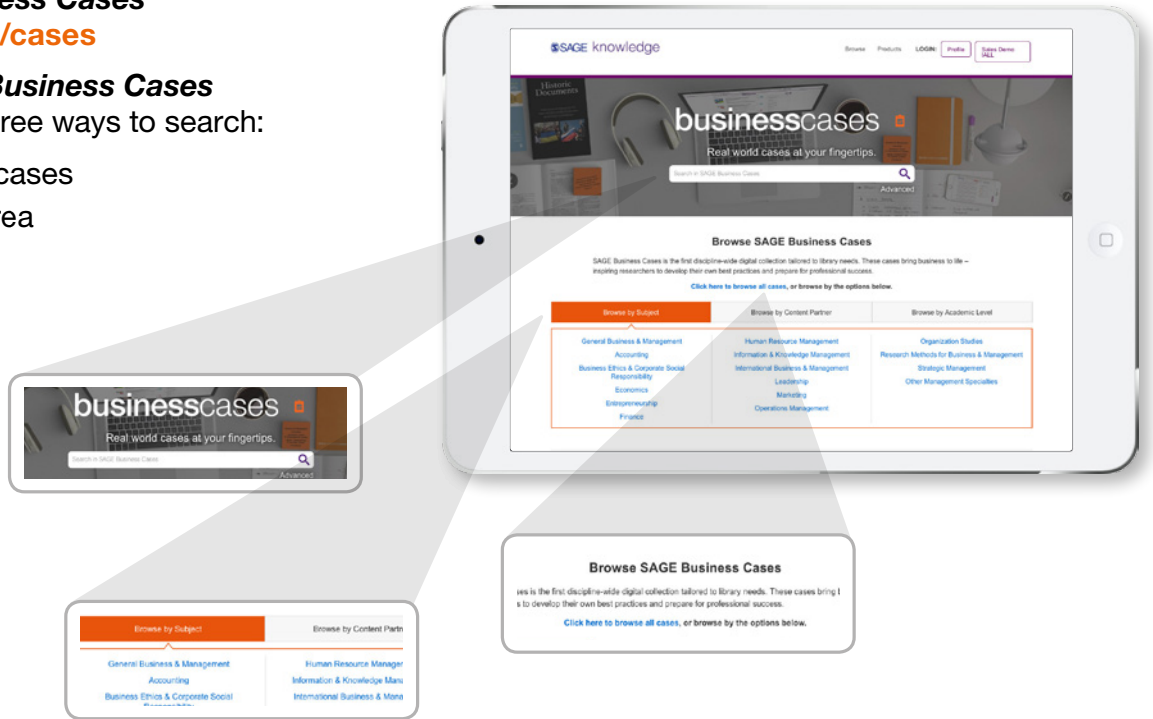 ess Cases
/cases
Business Cases
ree ways to search:
cases
rea
SAGE knowledge
Browse Products LOGIN: Profile Sales Demo
IALL
Historic
Documents
businesscases
Real world cases at your fingertips.
Search in SAGE Business Cases
Advanced
Browse SAGE Business Cases
SAGE Business Cases is the first discipline-wide digital collection tailored to library needs. These cases bring business to life –
inspiring researchers to develop their own best practices and prepare for professional success.
Click here to browse all cases, or browse by the options below.
Browse by Subject Browse by Content Partner Browse by Academic Level
General Business & Management Human Resource Management Organization Studies
Accounting Information & Knowledge Management Research Methods for Business & Management
Business Ethics & Corporate Social International Business & Management Strategic Management
Responsibility Leadership Other Management Specialties
Economics Marketing
Entrepreneurship Operations Management
Finance
businesscases
Real world cases at your fingertips.
Search in SAGE Business Cases
Advanced
Browse SAGE Business Cases
ses is the first discipline-wide digital collection tailored to library needs. These cases bring
s to develop their own best practices and prepare for professional success.
Click here to browse all cases, or browse by the options below.
Browse by Subject Browse by Content Partn
General Business & Management Human Resource Manager
Accounting Information & Knowledge Mana
Business Ethics & Corporate Social International Business & Mana
Responsibility